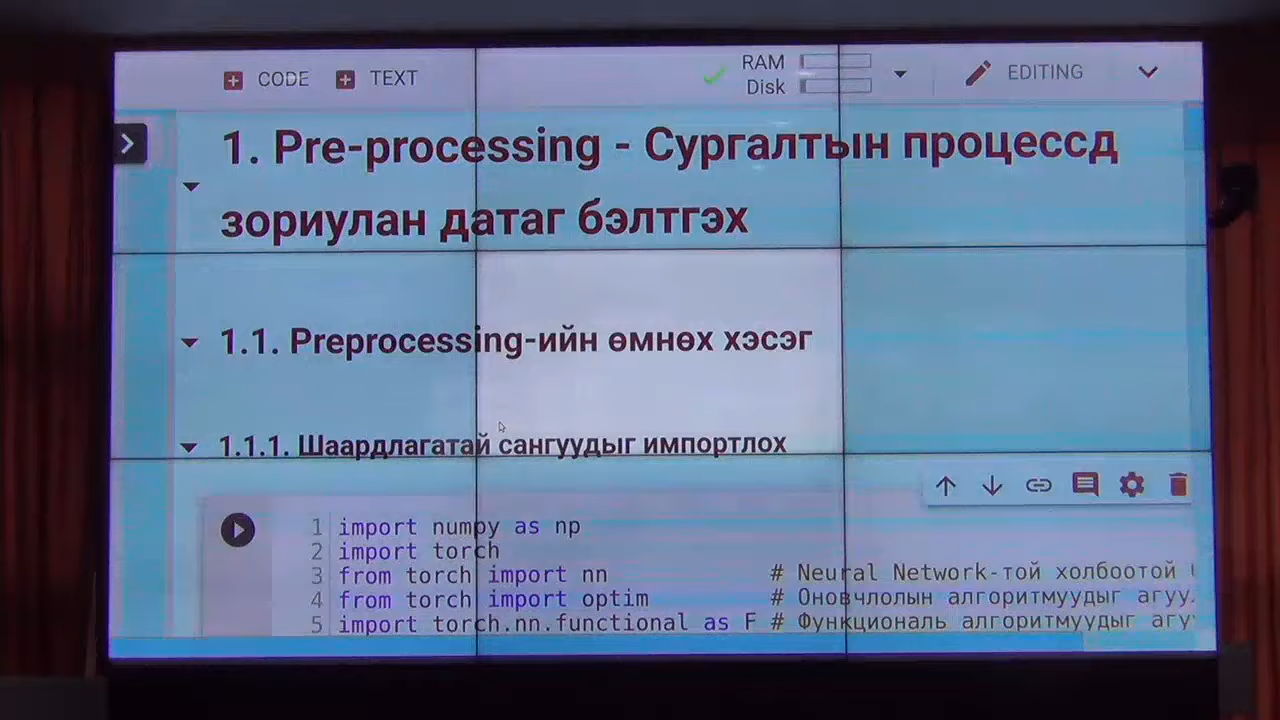 CODE TEXT RAM Disk EDITING
1. Pre-processing - Сургалтын процессд
зориулан датаг бэлтгэх
1.1. Preprocessing-ийн өмнөх хэсэг
1.1.1. Шаардлагатай сангуудыг импортлох
1 import numpy as np
2 import torch
3 from torch import nn # Neural Network-той холбоотой
4 from torch import optim # Оновчлолын алгоритмуудыг
5 import torch.nn.functional as F # Функциональ алгоритмуудыг